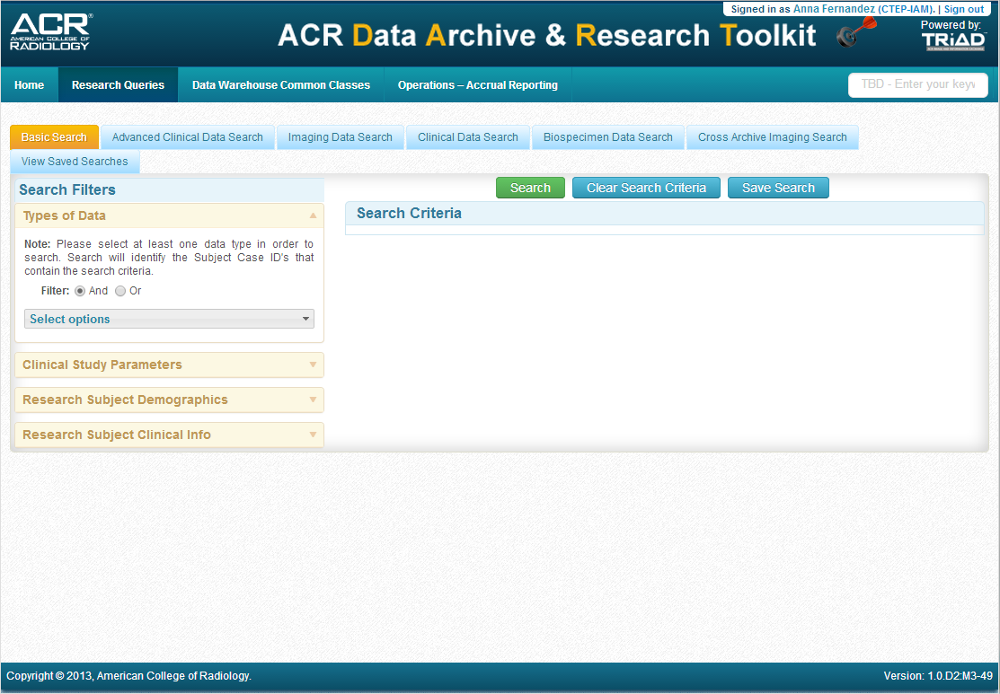 Signed in as Anna Fernandez (CTEP-IAM). | Sign out
ACR®
AMERICAN COLLEGE OF
RADIOLOGY
ACR Data Archive & Research Toolkit
Powered by:
TRIAD
Home
Research Queries
Data Warehouse Common Classes
Operations – Accrual Reporting
TBD - Enter your keyw
Basic Search
Advanced Clinical Data Search
Imaging Data Search
Clinical Data Search
Biospecimen Data Search
Cross Archive Imaging Search
View Saved Searches
Search Filters
Search
Clear Search Criteria
Save Search
Types of Data
Search Criteria
Note: Please select at least one data type in order to
search. Search will identify the Subject Case ID's that
contain the search criteria.
Filter: And Or
Select options
Clinical Study Parameters
Research Subject Demographics
Research Subject Clinical Info
Copyright © 2013, American College of Radiology.
Version: 1.0.D2:M3-49